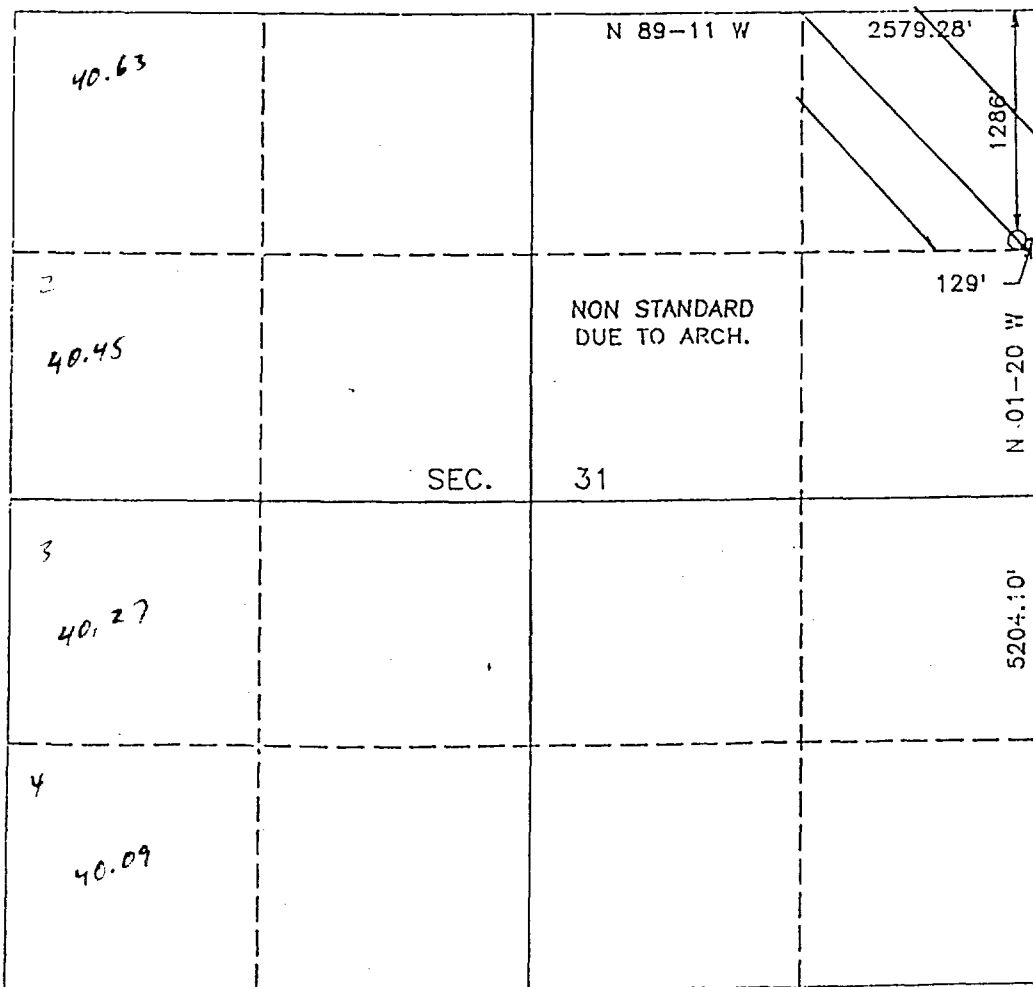 N 89-11 W 2579.28'
40.63
1286'
2
129'
40.45
NON STANDARD
DUE TO ARCH.
N 01-20 W
SEC. 31
3
40.27
5204.10'
4
40.09